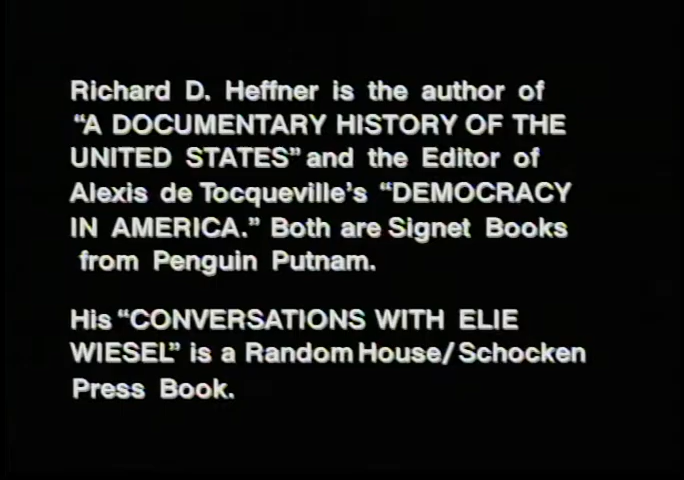 Richard D. Heffner is the author of
“A DOCUMENTARY HISTORY OF THE
UNITED STATES” and the Editor of
Alexis de Tocqueville's “DEMOCRACY
IN AMERICA.” Both are Signet Books
from Penguin Putnam.
His “CONVERSATIONS WITH ELIE
WIESEL” is a Random House/Schocken
Press Book.